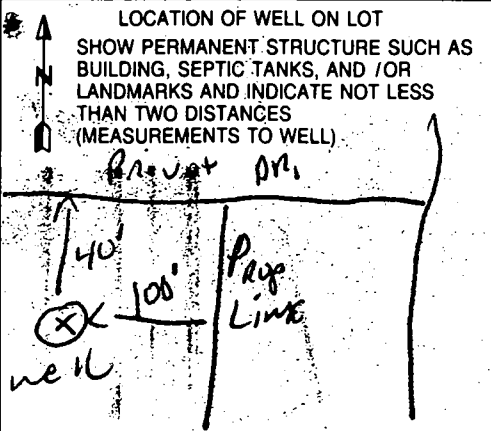 LOCATION OF WELL ON LOT
N
SHOW PERMANENT STRUCTURE SUCH AS
BUILDING, SEPTIC TANKS, AND /OR
LANDMARKS AND INDICATE NOT LESS
THAN TWO DISTANCES
(MEASUREMENTS TO WELL)
Privat DR.
40'
100'
Prop
Line
X
well